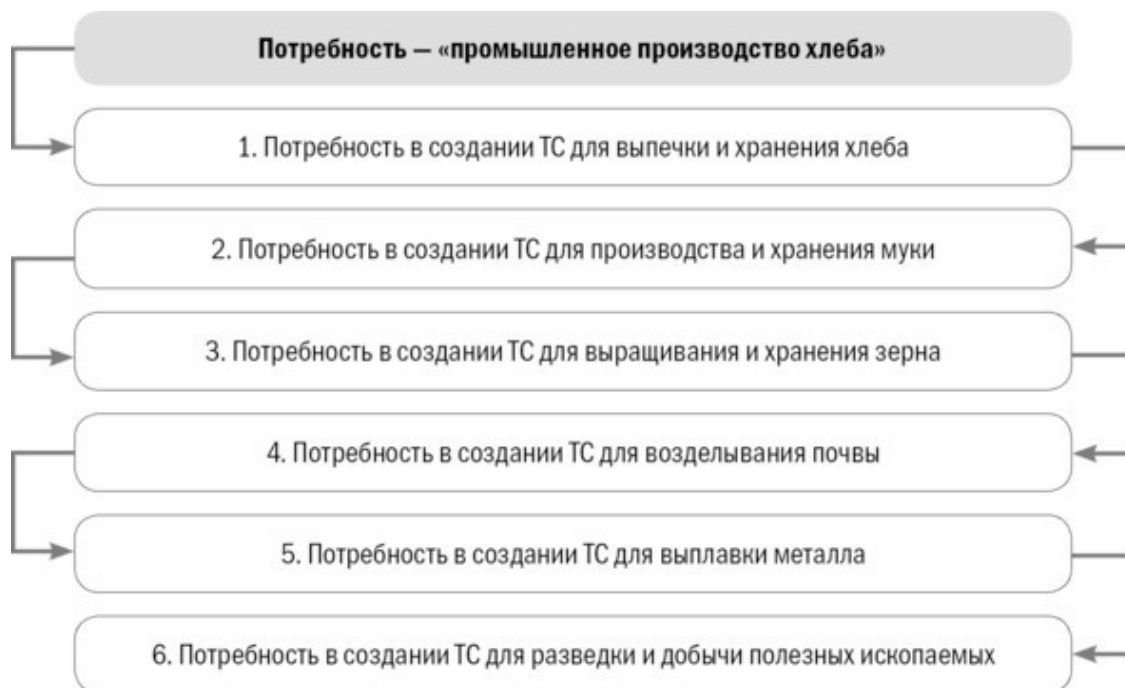 Потребность — «промышленное производство хлеба»
1. Потребность в создании ТС для выпечки и хранения хлеба
2. Потребность в создании ТС для производства и хранения муки
3. Потребность в создании ТС для выращивания и хранения зерна
4. Потребность в создании ТС для возделывания почвы
5. Потребность в создании ТС для выплавки металла
6. Потребность в создании ТС для разведки и добычи полезных ископаемых